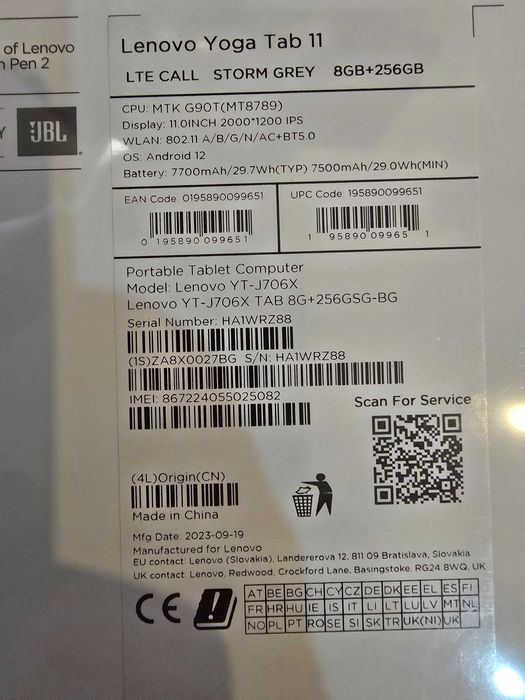 of Lenovo
Pen 2
JBL
Lenovo Yoga Tab 11
LTE CALL STORM GREY 8GB+256GB
CPU: MTK G90T(MT8789)
Display: 11.0INCH 2000*1200 IPS
WLAN: 802.11 A/B/G/N/AC+BT5.0
OS: Android 12
Battery: 7700mAh/29.7Wh(TYP) 7500mAh/29.0Wh(MIN)
EAN Code: 0195890099651
UPC Code: 195890099651
0 195890 099651
1 95890 09965 1
Portable Tablet Computer
Model: Lenovo YT-J706X
Lenovo YT-J706X TAB 8G+256GSG-BG
Serial Number: HA1WRZ88
(1S)ZA8X0027BG S/N: HA1WRZ88
IMEI: 867224055025082
Scan For Service
(4L)Origin(CN)
Made in China
Mfg Date: 2023-09-19
Manufactured for Lenovo
EU contact: Lenovo (Slovakia), Landererova 12, 811 09 Bratislava, Slovakia
UK contact: Lenovo, Redwood, Crockford Lane, Basingstoke, RG24 8WQ, UK
CE
AT BE BG CH CY CZ DE DK EE EL ES FI
FR HR HU IE IS IT LI LT LU LV MT NL
NO PL PT RO SE SI SK TR UK(NI) UK